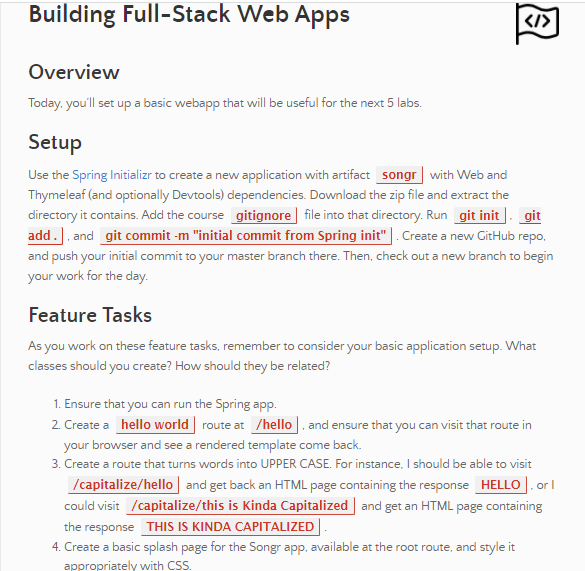 Building Full-Stack Web Apps
</>
Overview
Today, you'll set up a basic webapp that will be useful for the next 5 labs.
Setup
Use the Spring Initializr to create a new application with artifact songr with Web and
Thymeleaf (and optionally Devtools) dependencies. Download the zip file and extract the
directory it contains. Add the course gitignore file into that directory. Run git init , git
add . , and git commit -m "initial commit from Spring init" . Create a new GitHub repo,
and push your initial commit to your master branch there. Then, check out a new branch to begin
your work for the day.
Feature Tasks
As you work on these feature tasks, remember to consider your basic application setup. What
classes should you create? How should they be related?
1. Ensure that you can run the Spring app.
2. Create a hello world route at /hello , and ensure that you can visit that route in
your browser and see a rendered template come back.
3. Create a route that turns words into UPPER CASE. For instance, I should be able to visit
/capitalize/hello and get back an HTML page containing the response HELLO , or I
could visit /capitalize/this is Kinda Capitalized and get an HTML page containing
the response THIS IS KINDA CAPITALIZED .
4. Create a basic splash page for the Songr app, available at the root route, and style it
appropriately with CSS.